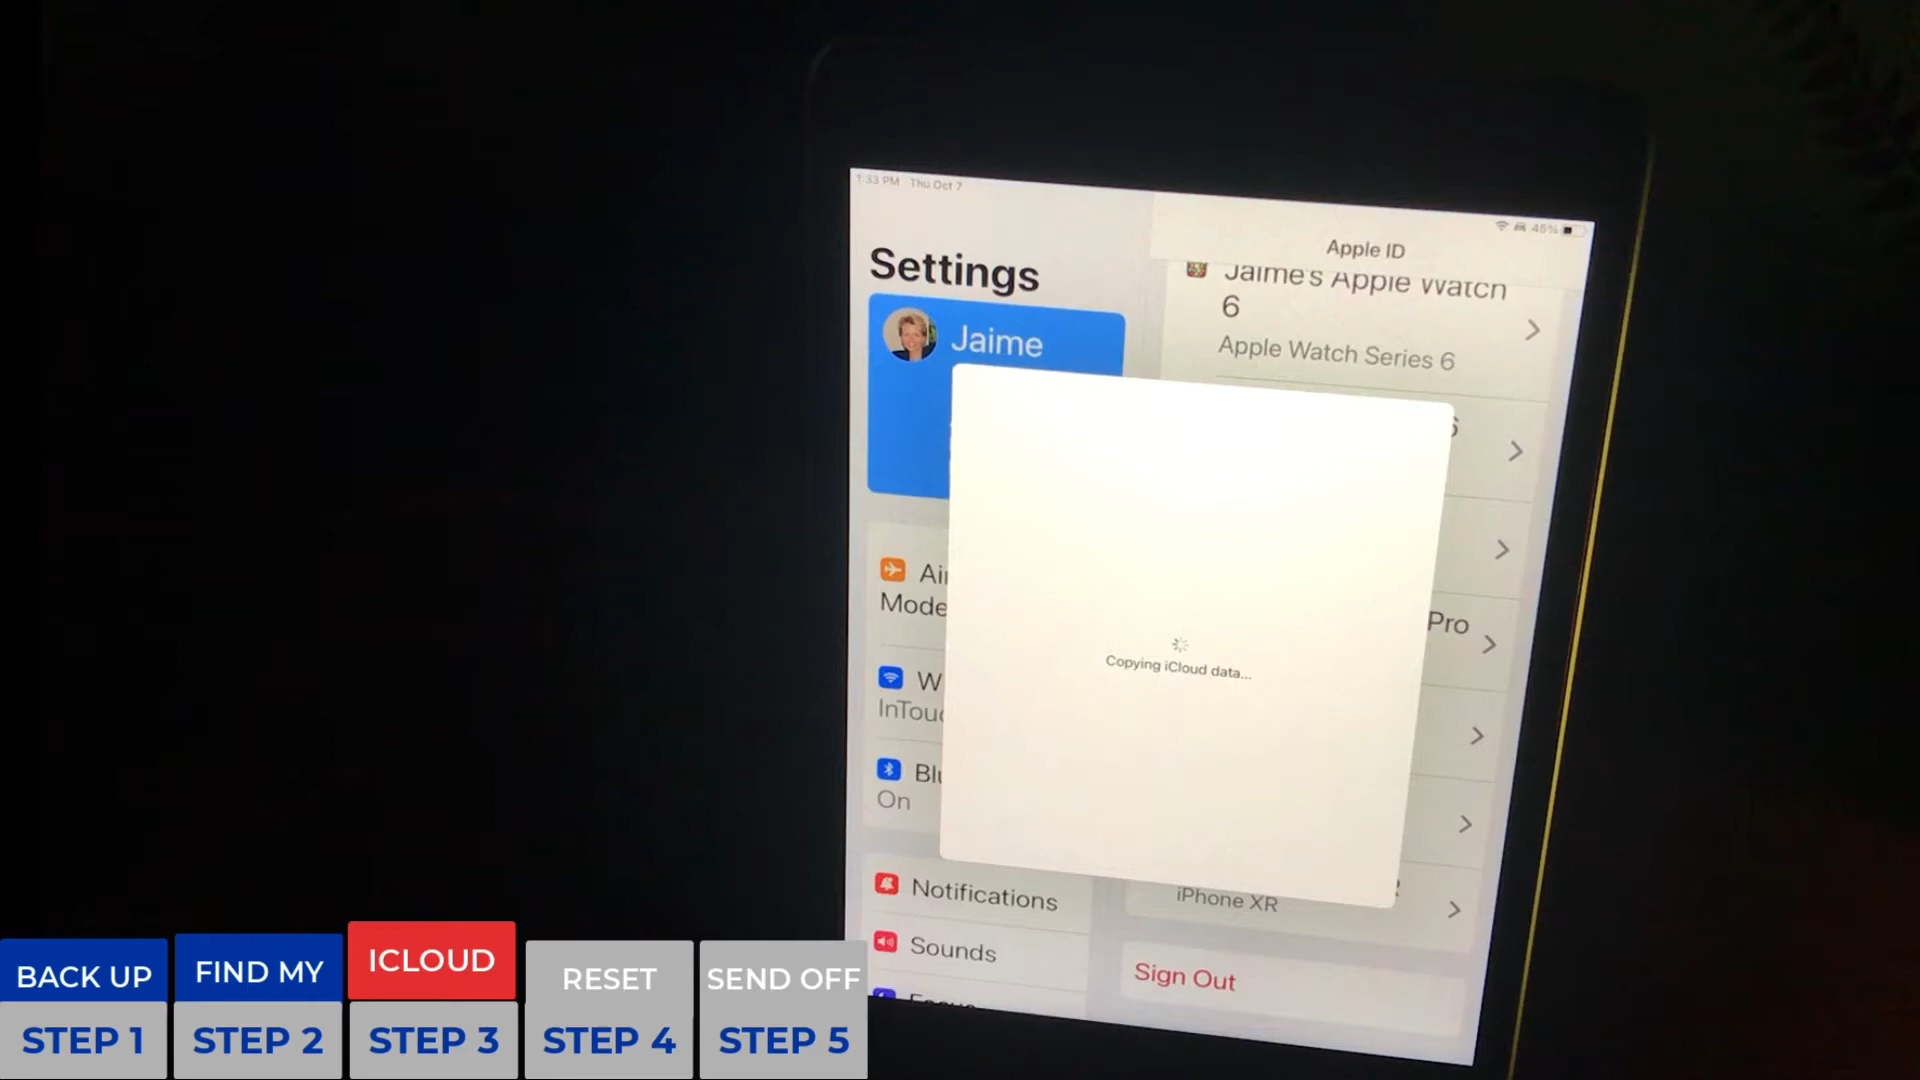 1:33 PM Thu Oct 7
45%
Settings
Jaime
Apple ID
Jaime's Apple Watch
6
Apple Watch Series 6
Pro
Mode
On
Copying iCloud data...
iPhone XR
Notifications
Sounds
Sign Out
BACK UP
FIND MY
ICLOUD
RESET
SEND OFF
STEP 1
STEP 2
STEP 3
STEP 4
STEP 5